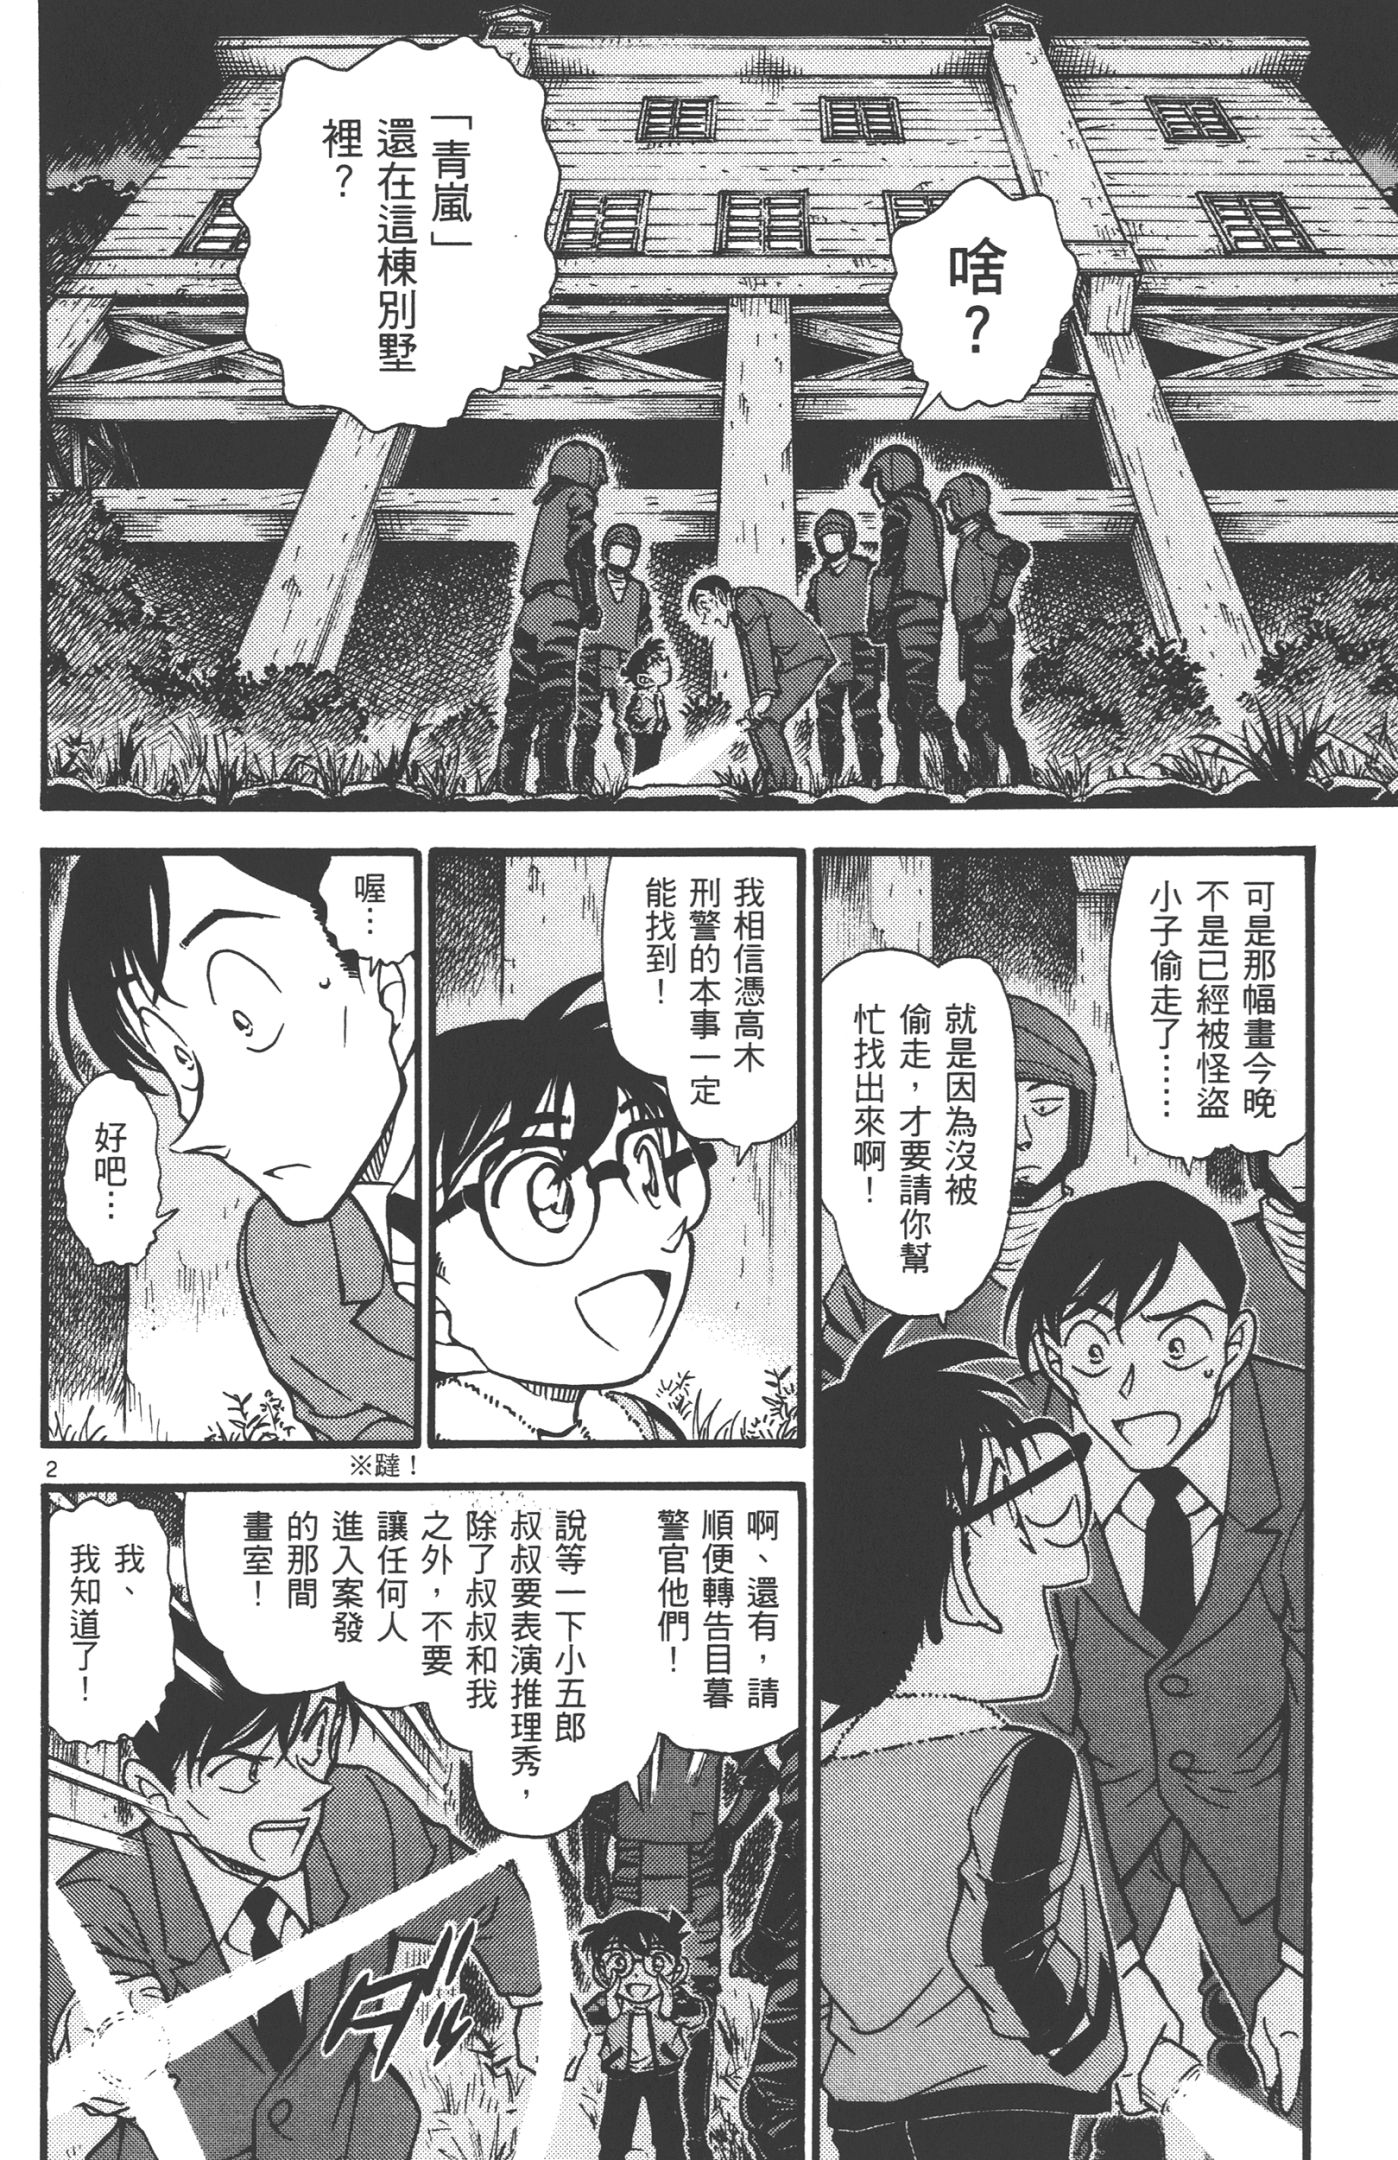 啥?
「青嵐」
還在這棟別墅
裡?
可是那幅畫今晚
不是已經被怪盜
小子偷走了……
就是因為沒被
偷走，才要請你幫
忙找出來啊!
我相信憑高木
刑警的本事一定
能找到!
喔…
好吧…
2
※躂!
啊、還有，請
順便轉告目暮
警官他們!
說等一下小五郎
叔叔要表演推理秀，
除了叔叔和我
之外，不要
讓任何人
進入案發
的那間
畫室!
ダッ
我、
我知道了!